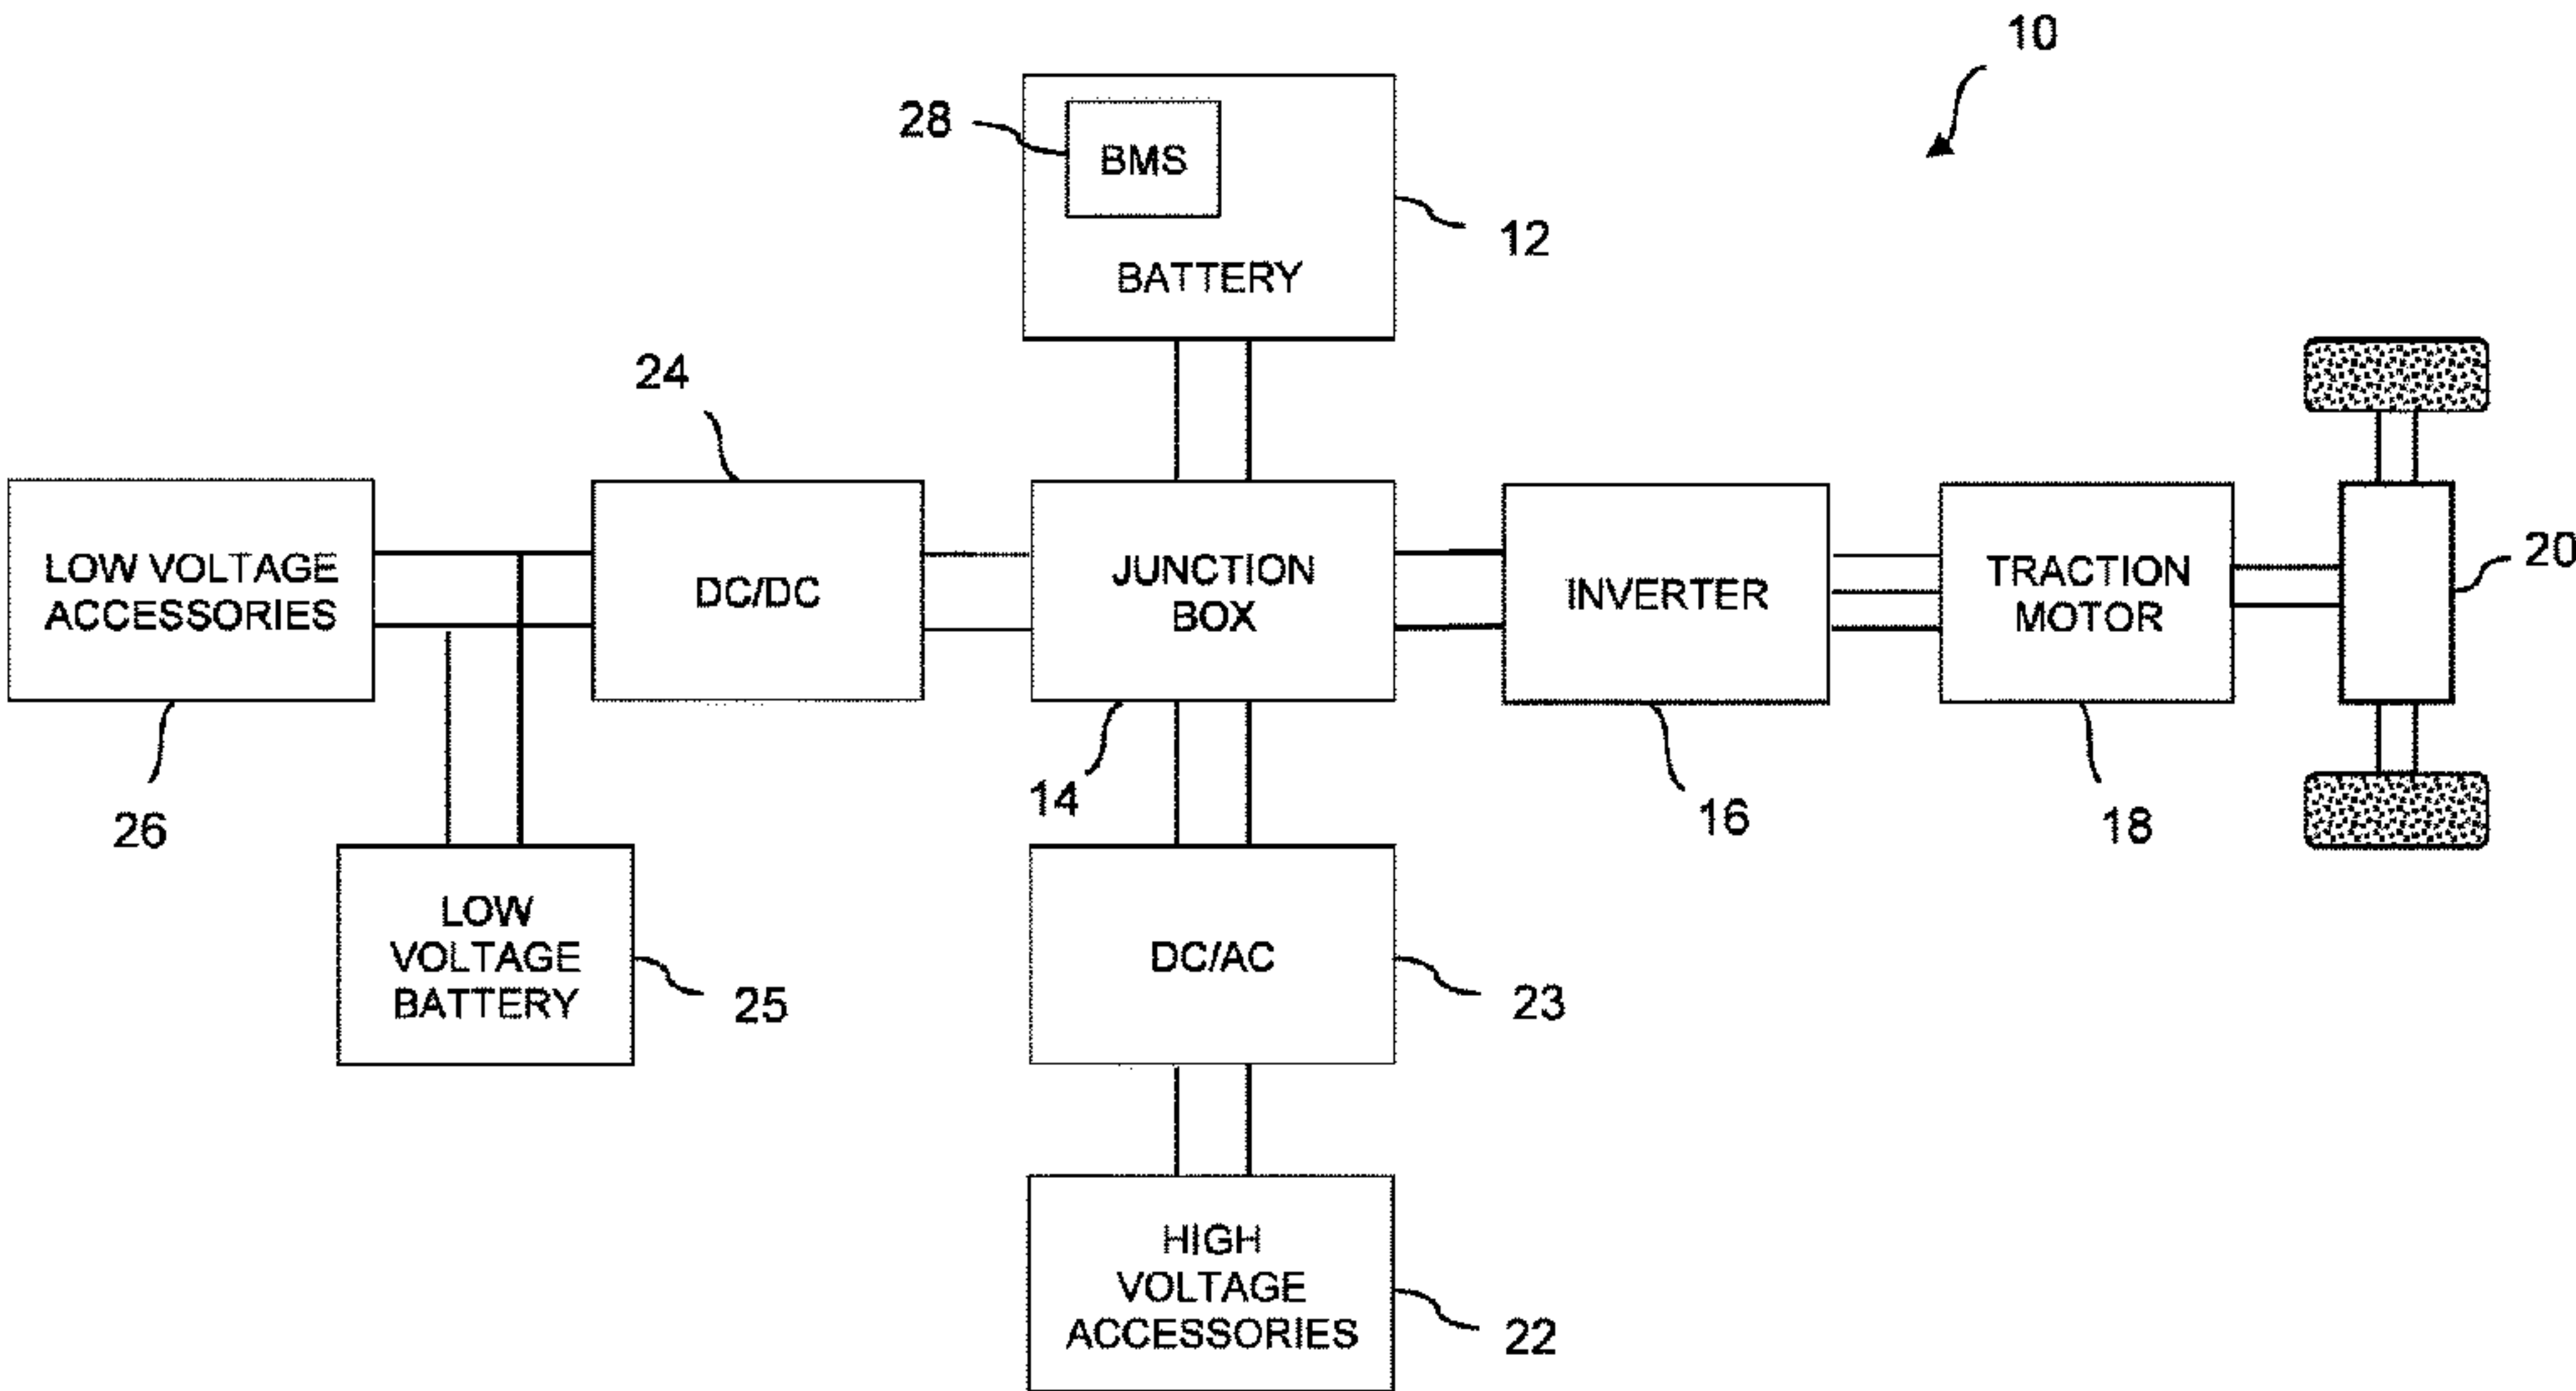 10
28
BMS
12
BATTERY
24
LOW VOLTAGE
ACCESSORIES
DC/DC
JUNCTION
BOX
INVERTER
TRACTION
MOTOR
20
26
14
16
18
LOW
VOLTAGE
BATTERY
25
DC/AC
23
HIGH
VOLTAGE
ACCESSORIES
22